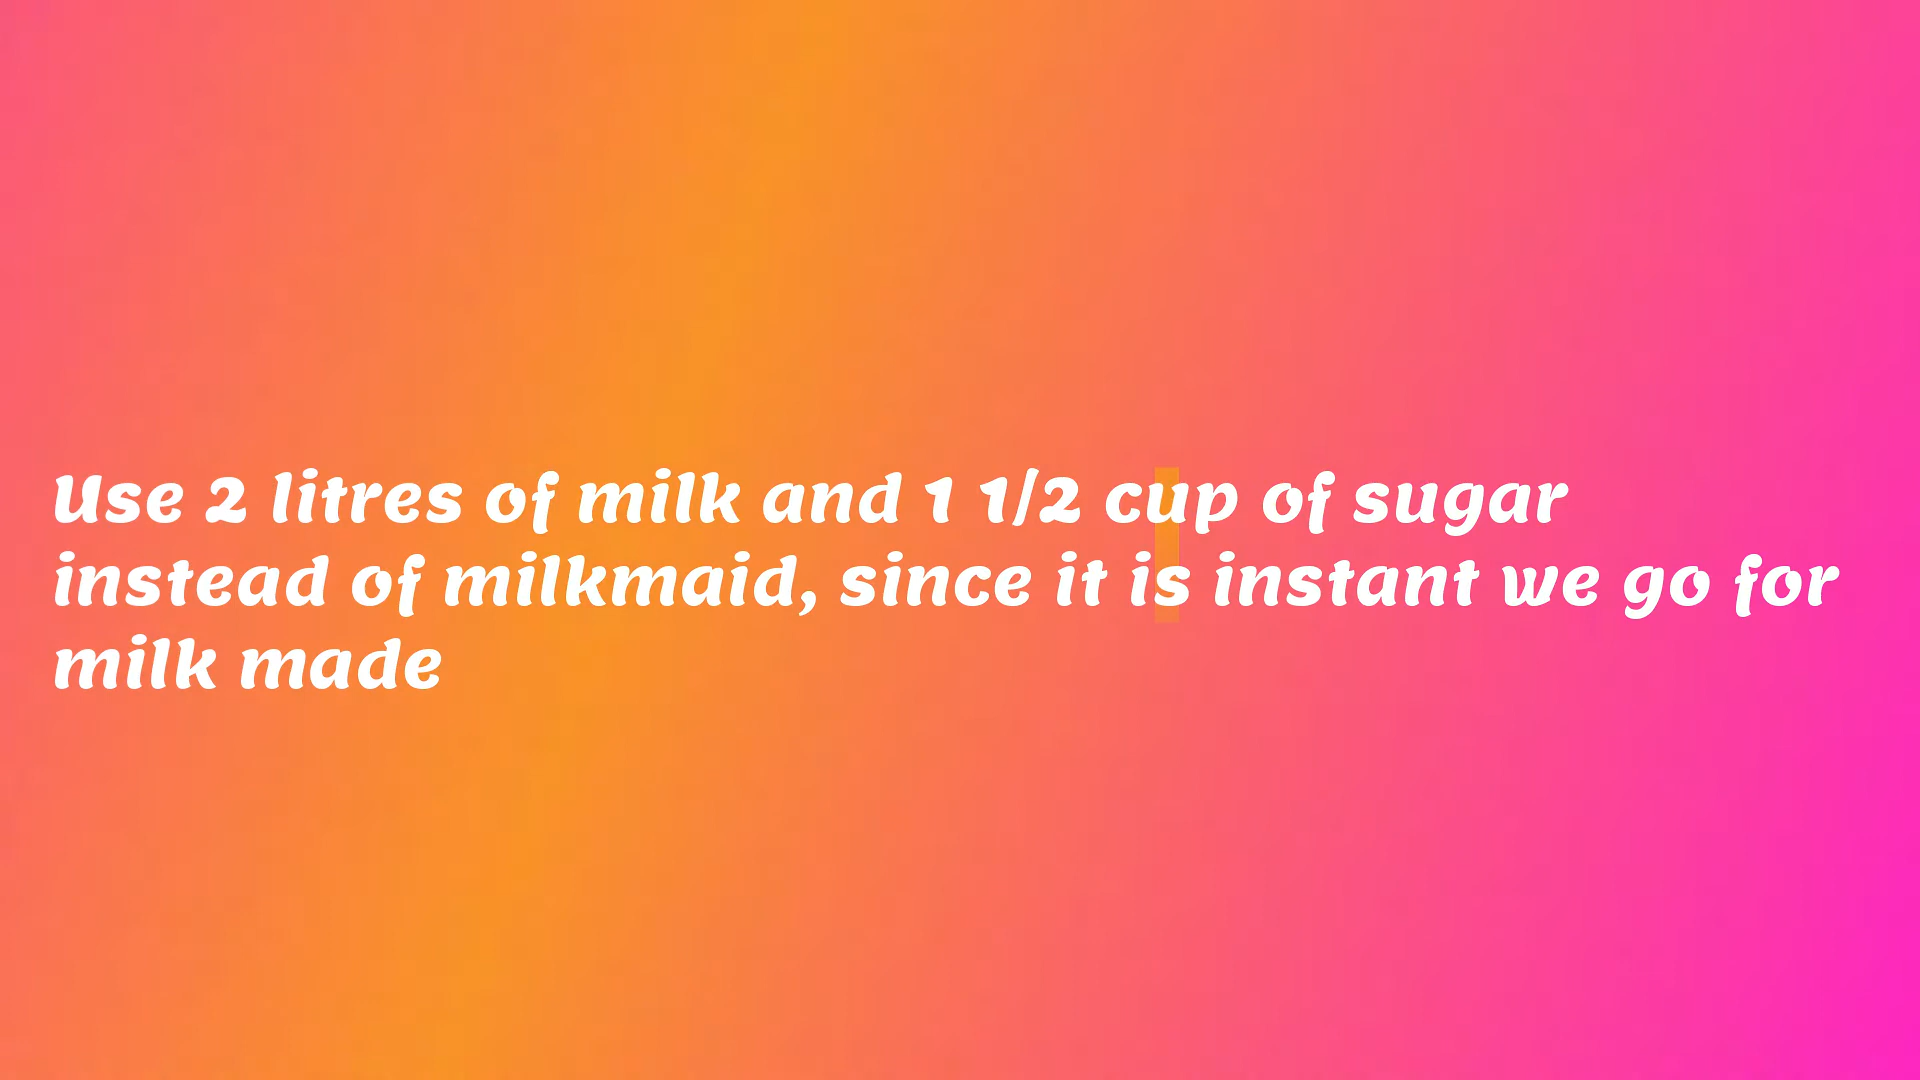 Use 2 litres of milk and 1 1/2 cup of sugar
instead of milkmaid, since it is instant we go for
milk made